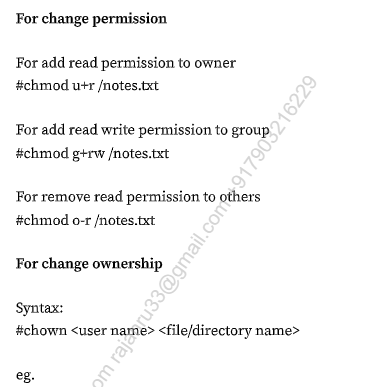 For change permission
For add read permission to owner
#chmod u+r /notes.txt
For add read write permission to group
#chmod g+rw /notes.txt
For remove read permission to others
#chmod o-r /notes.txt
For change ownership
Syntax:
#chown <user name> <file/directory name>
eg.
om rajanru33@gmail.com +917903216229